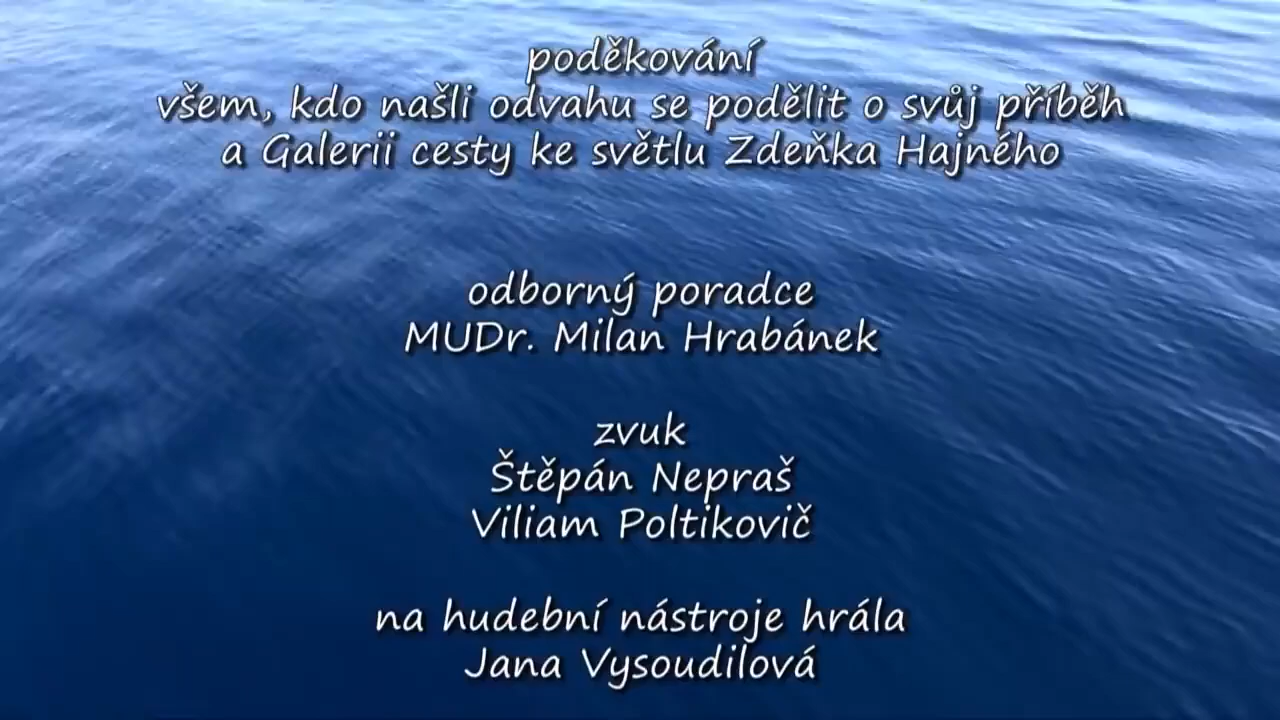 poděkování
všem, kdo našli odvahu se podělit o svůj příběh
a Galerii cesty ke světlu Zdeňka Hajného
odborný poradce
MUDr. Milan Hrabánek
zvuk
Štěpán Nepraš
Viliam Poltikovič
na hudební nástroje hrála
Jana Vysoudilová